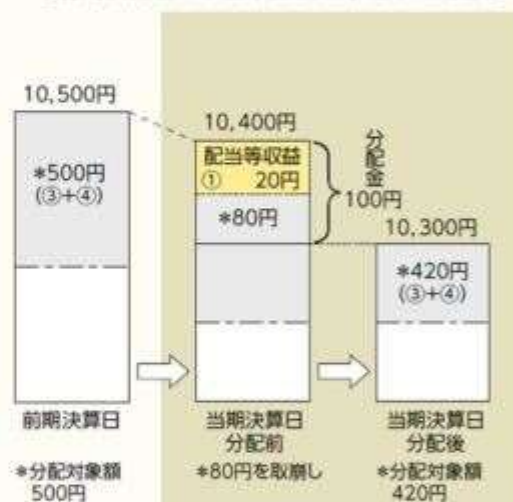 10,500円
*500円
(③+④)
前期決算日
*分配対象額
500円
10,400円
配当等収益
① 20円
*80円
分配金
100円
当期決算日
分配前
*80円を取崩し
10,300円
*420円
(③+④)
当期決算日
分配後
*分配対象額
420円